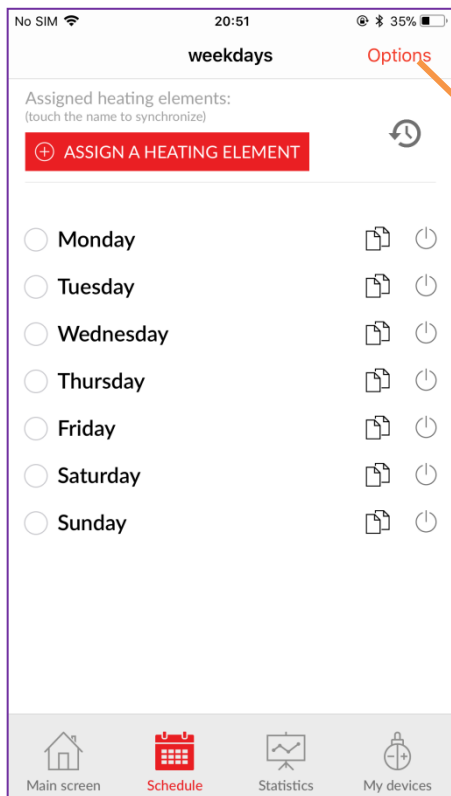 No SIM 20:51 35%
weekdays Options
Assigned heating elements:
(touch the name to synchronize)
ASSIGN A HEATING ELEMENT
Monday
Tuesday
Wednesday
Thursday
Friday
Saturday
Sunday
Main screen Schedule Statistics My devices